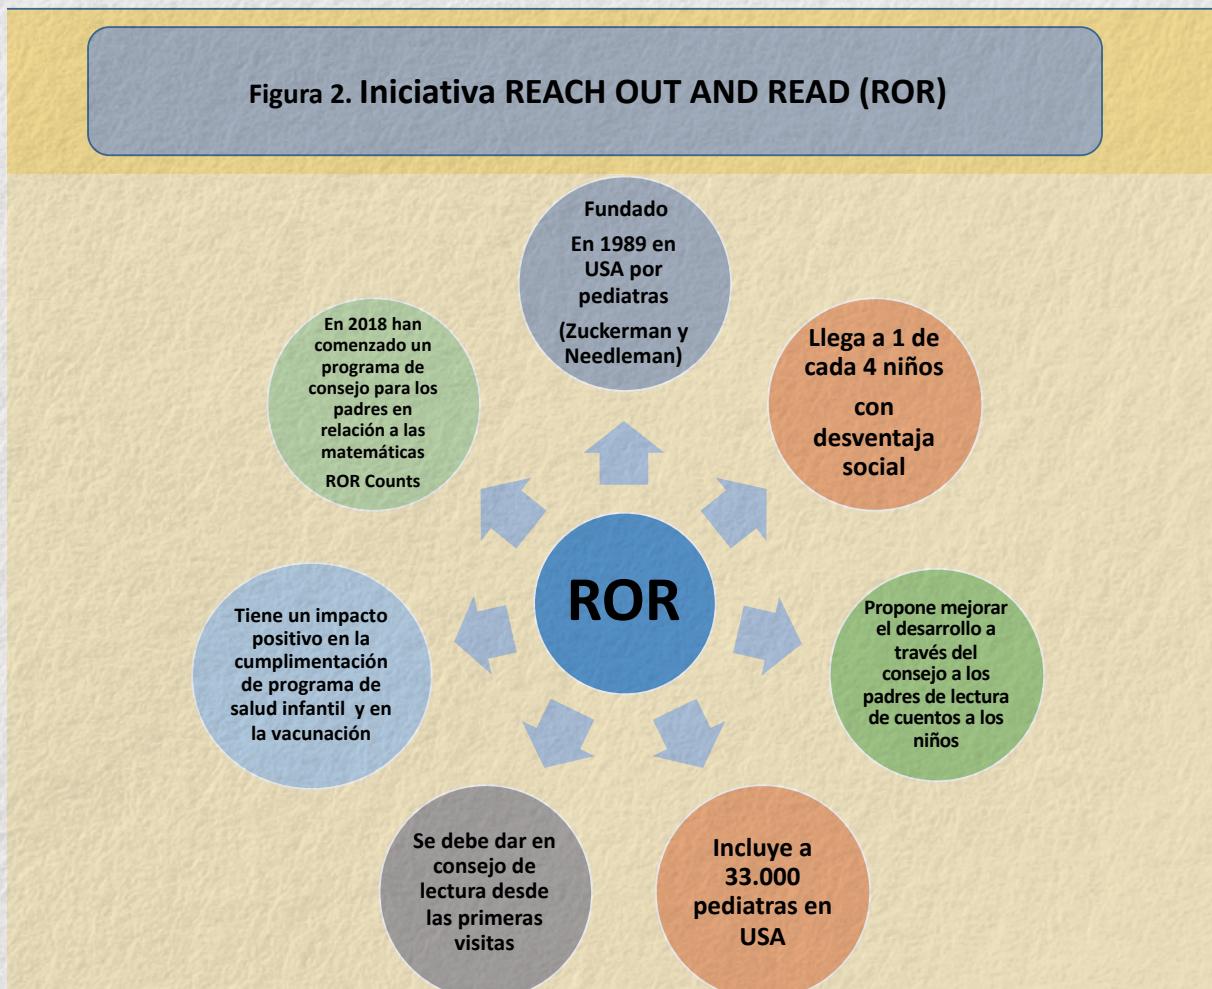 Figura 2. Iniciativa REACH OUT AND READ (ROR)
Fundado
En 1989 en
USA por
pediatras
(Zuckerman y
Needleman)
Llega a 1 de
cada 4 niños
con
desventaja
social
Propone mejorar
el desarrollo a
través del
consejo a los
padres de lectura
de cuentos a los
niños
Incluye a
33.000
pediatras en
USA
Se debe dar en
consejo de
lectura desde
las primeras
visitas
Tiene un impacto
positivo en la
cumplimentación
de programa de
salud infantil y en
la vacunación
En 2018 han
comenzado un
programa de
consejo para los
padres en
relación a las
matemáticas
ROR Counts
ROR